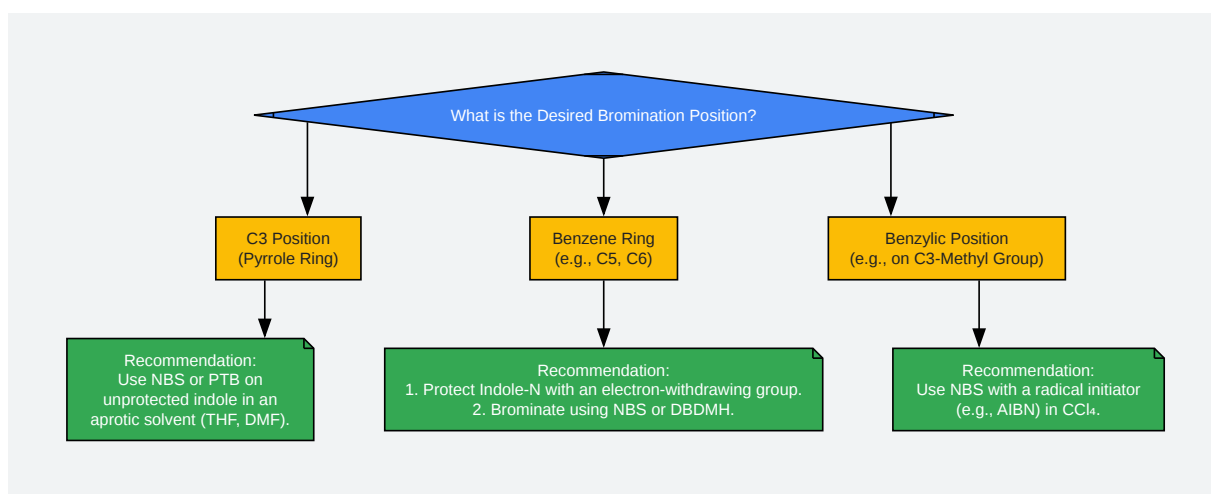 What is the Desired Bromination Position?
C3 Position
(Pyrrole Ring)
Benzene Ring
(e.g., C5, C6)
Benzylic Position
(e.g., on C3-Methyl Group)
Recommendation:
Use NBS or PTB on
unprotected indole in an
aprotic solvent (THF, DMF).
Recommendation:
1. Protect Indole-N with an electron-withdrawing group.
2. Brominate using NBS or DBDMH.
Recommendation:
Use NBS with a radical initiator
(e.g., AIBN) in CCl₄.